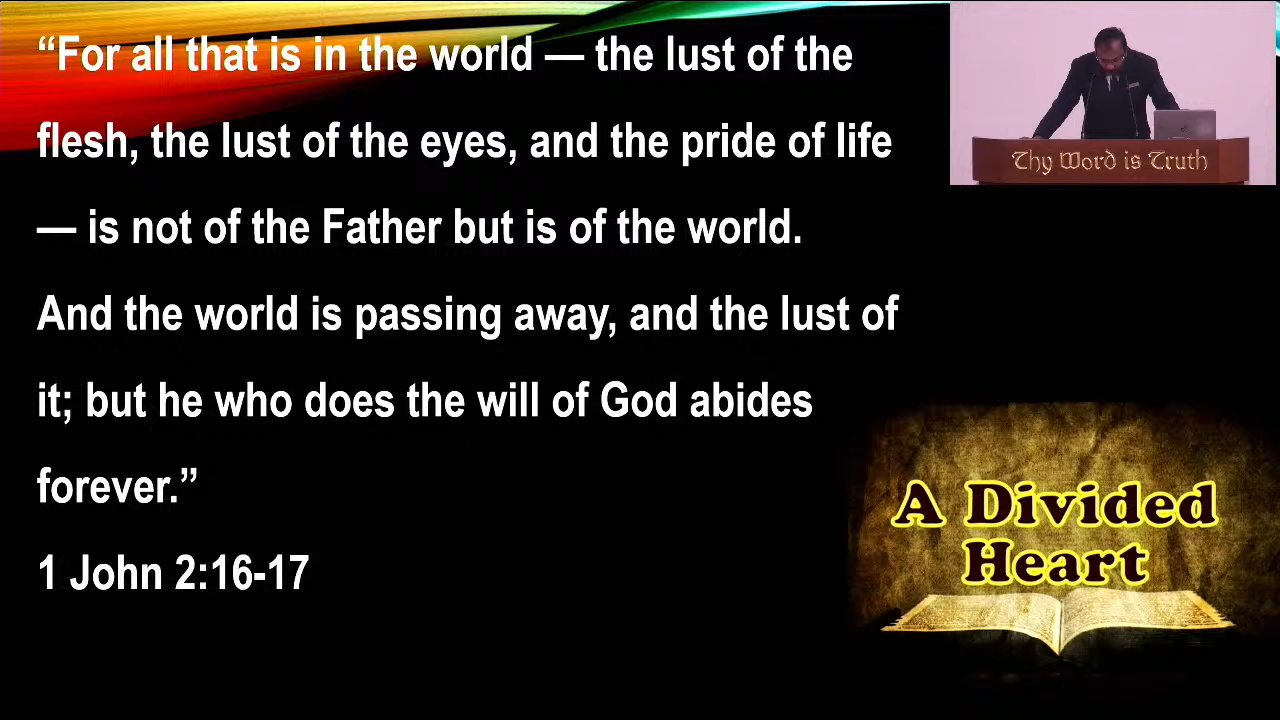 “For all that is in the world — the lust of the
flesh, the lust of the eyes, and the pride of life
— is not of the Father but is of the world.
And the world is passing away, and the lust of
it; but he who does the will of God abides
forever.”
1 John 2:16-17
Thy Word is Truth
A Divided
Heart